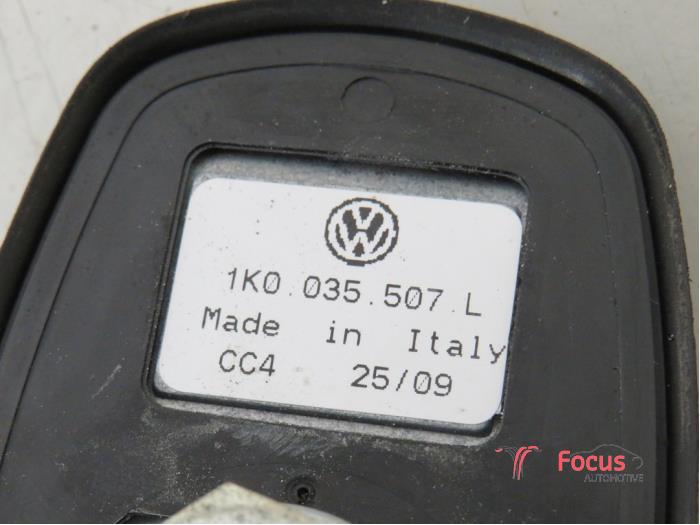 1K0.035.507.L
Made in Italy
CC4 25/09
Focus
AUTOMOTIVE